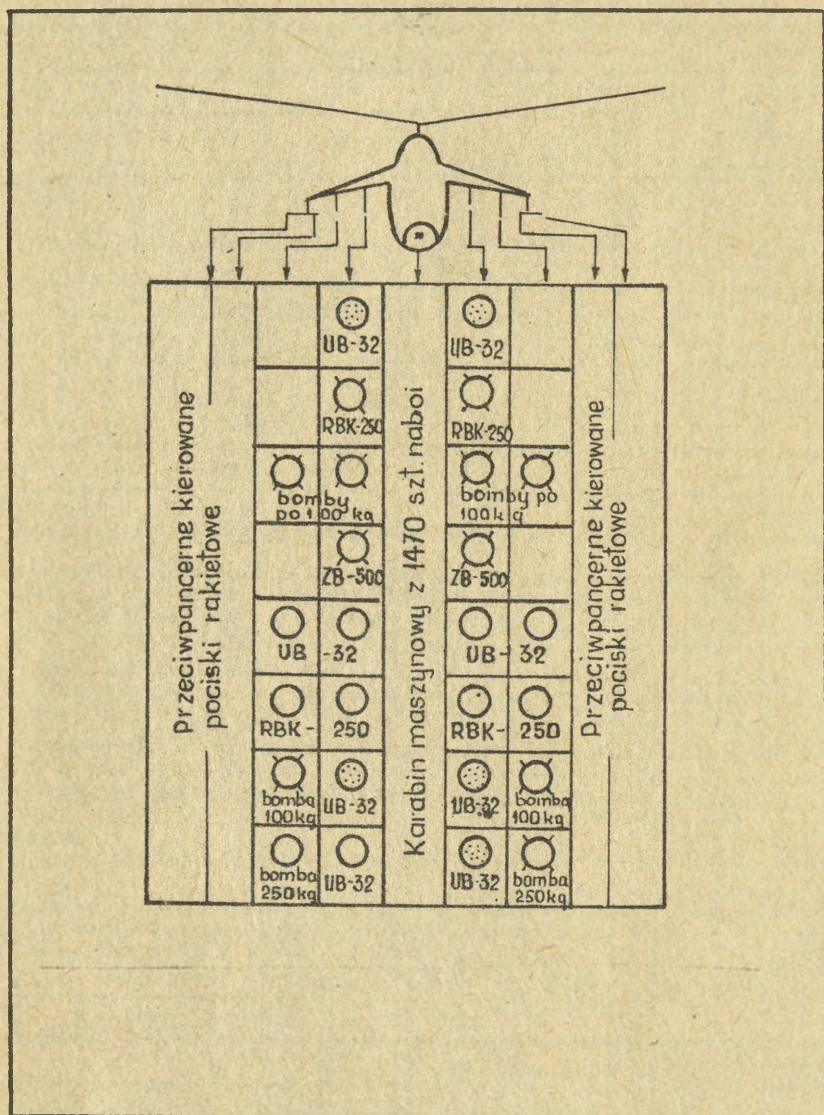 Przeciwpancerne kierowane
pociski rakietowe
UB-32
RBK-250
bomby
po 100 kg
ZB-500
UB -32
RBK- 250
bomba
100kg
UB-32
bomba
250kg
UB-32
Karabin maszynowy z 1470 szt. naboi
UB-32
RBK-250
bomby po
100kg
ZB-500
UB- 32
RBK- 250
UB-32
bomba
100kg
UB-32
bomba
250kg
Przeciwpancerne kierowane
pociski rakietowe